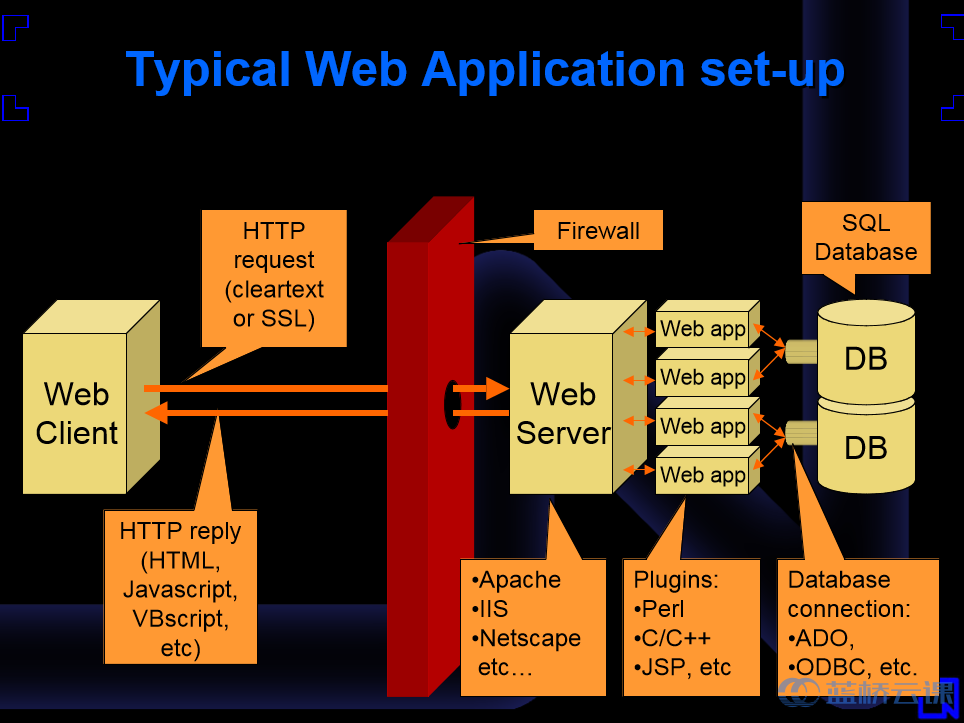 Typical Web Application set-up
HTTP
request
(cleartext
or SSL)
Firewall
SQL
Database
Web
Client
Web
Server
Web app
Web app
Web app
Web app
DB
DB
HTTP reply
(HTML,
Javascript,
VBscript,
etc)
•Apache
•IIS
•Netscape
etc…
Plugins:
•Perl
•C/C++
•JSP, etc
Database
connection:
•ADO,
•ODBC, etc.
蓝桥云课